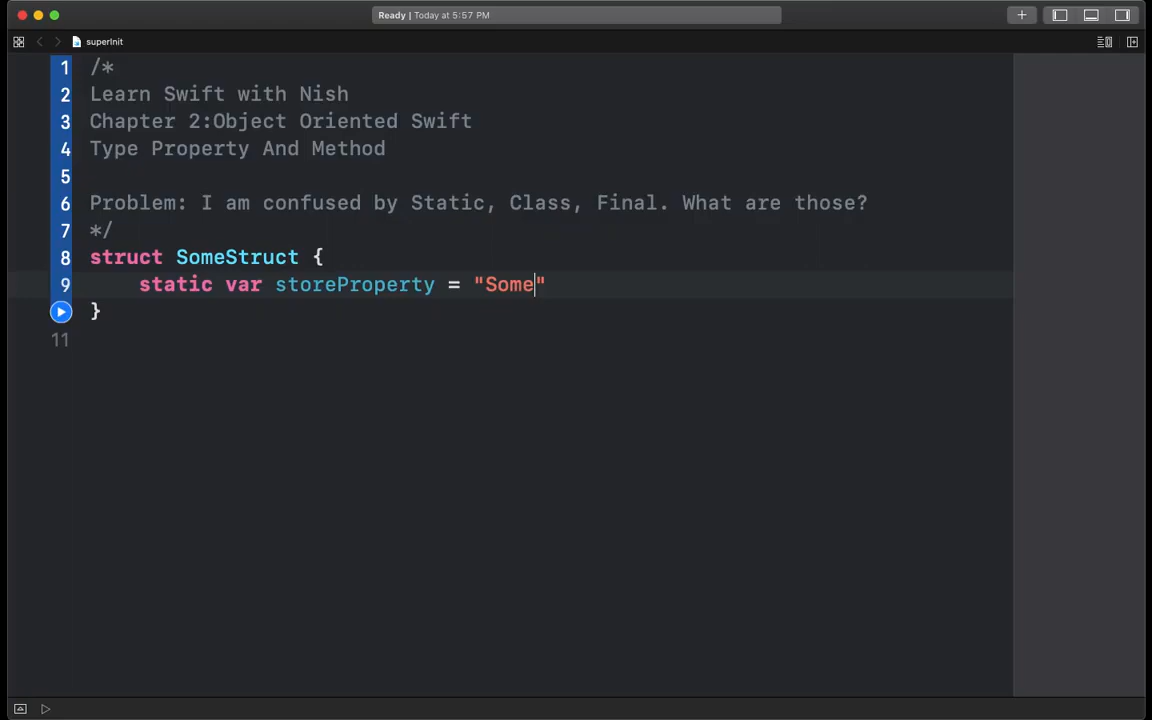 Ready | Today at 5:57 PM
superInit
1 /*
2 Learn Swift with Nish
3 Chapter 2:Object Oriented Swift
4 Type Property And Method
5
6 Problem: I am confused by Static, Class, Final. What are those?
7 */
8 struct SomeStruct {
9 static var storeProperty = "Some"
}
11